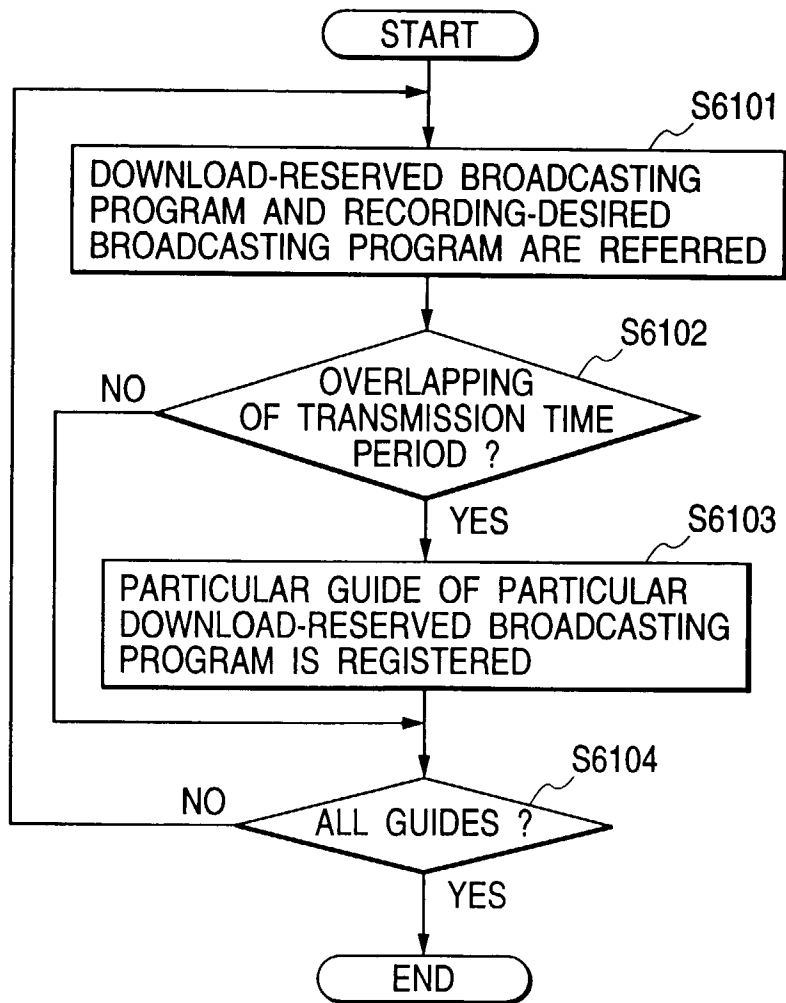 START
S6101
DOWNLOAD-RESERVED BROADCASTING
PROGRAM AND RECORDING-DESIRED
BROADCASTING PROGRAM ARE REFERRED
S6102
NO
OVERLAPPING
OF TRANSMISSION TIME
PERIOD ?
YES
S6103
PARTICULAR GUIDE OF PARTICULAR
DOWNLOAD-RESERVED BROADCASTING
PROGRAM IS REGISTERED
S6104
NO
ALL GUIDES ?
YES
END